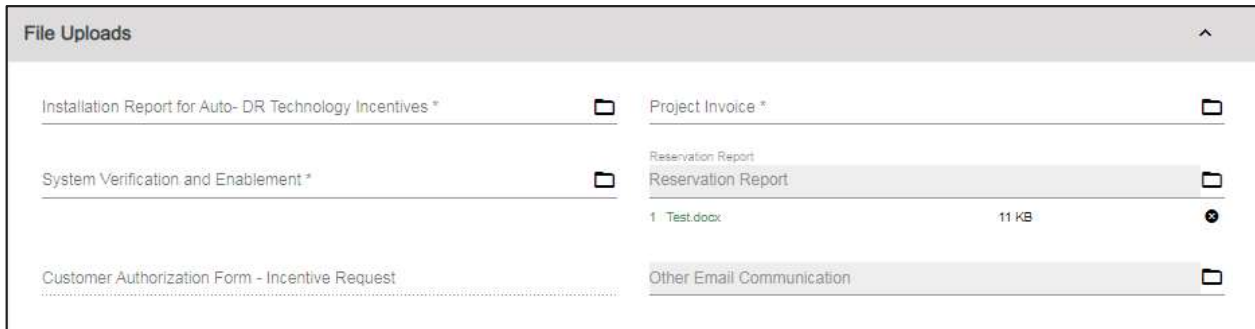 File Uploads
Installation Report for Auto- DR Technology Incentives *
Project Invoice *
System Verification and Enablement *
Reservation Report
Reservation Report
1 Test.docx 11 KB
Customer Authorization Form - Incentive Request
Other Email Communication